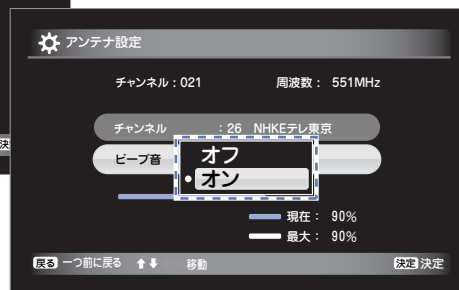 アンテナ設定
チャンネル：021 周波数： 551MHz
チャンネル ：26 NHKEテレ東京
ビープ音
オフ
・オン
現在： 90%
最大： 90%
戻る 一つ前に戻る ⬆⬇ 移動 決定 決定